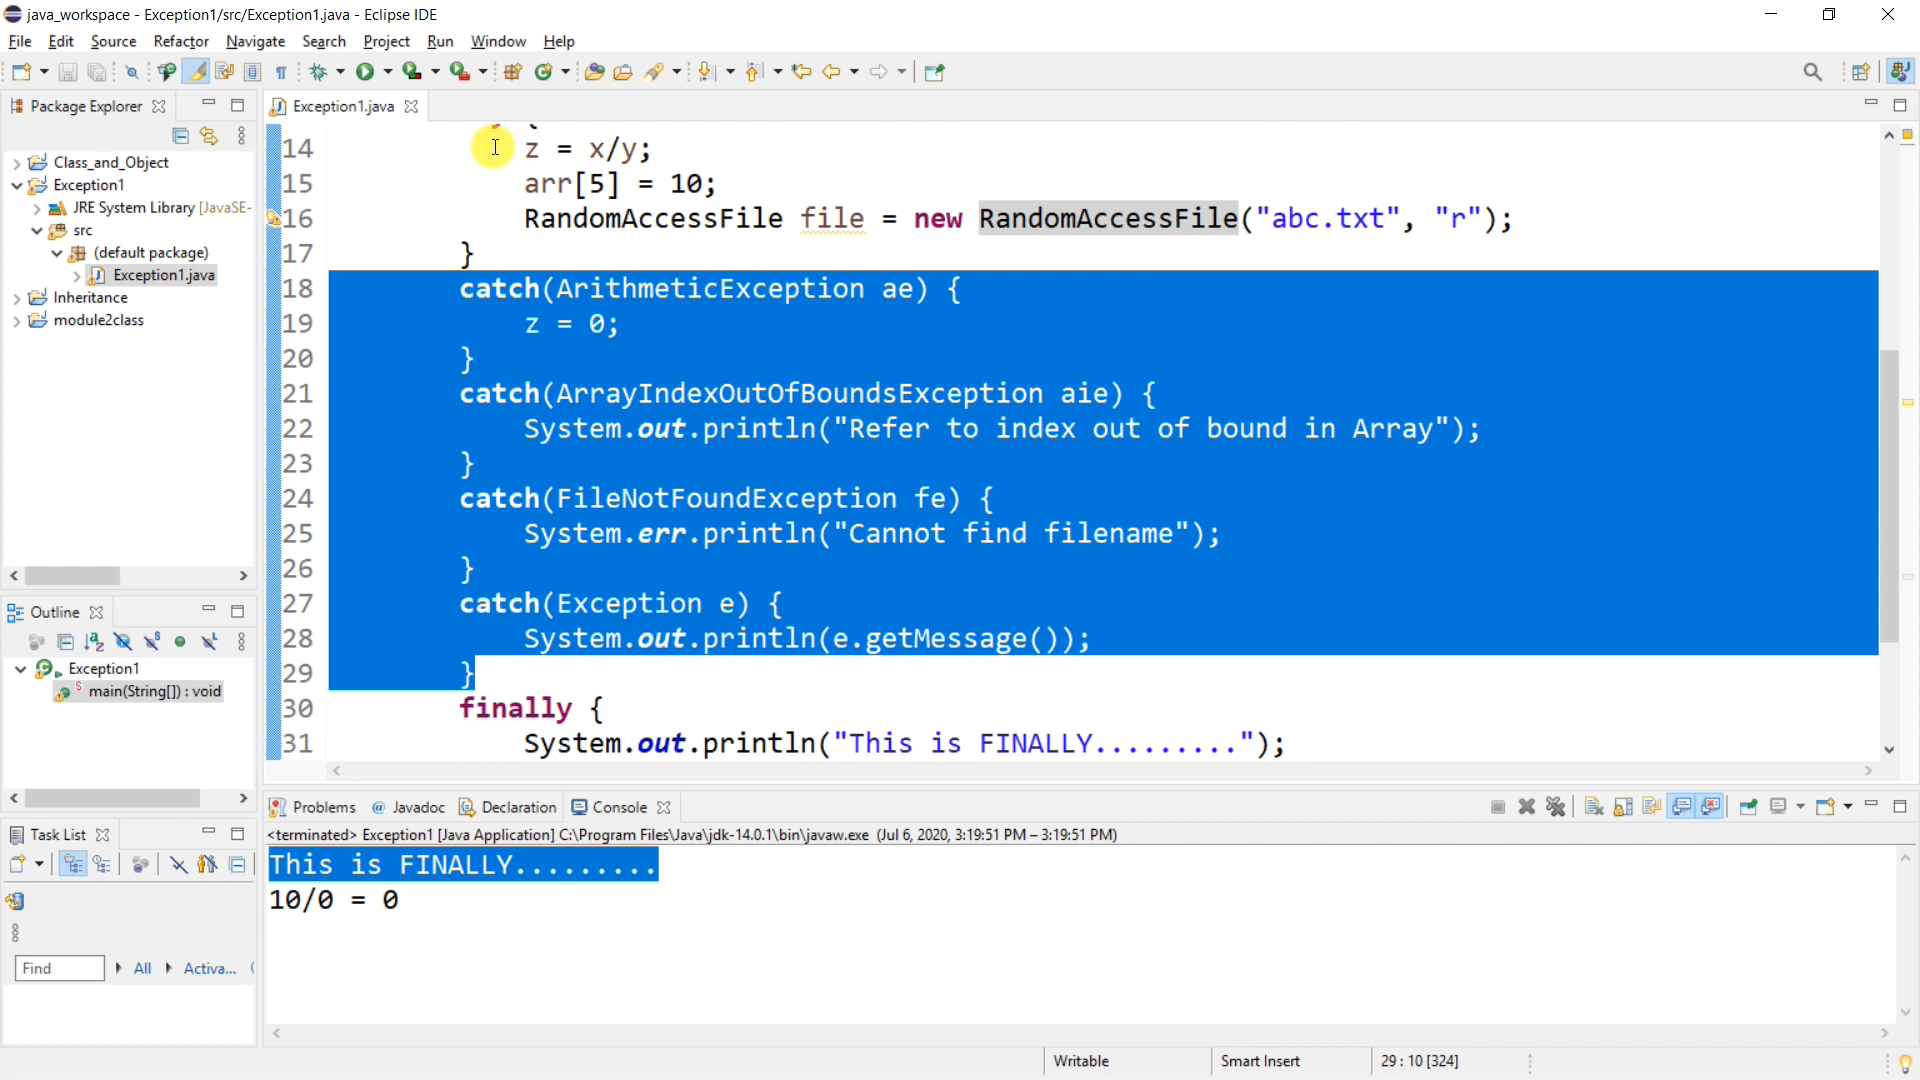 java_workspace - Exception1/src/Exception1.java - Eclipse IDE
File Edit Source Refactor Navigate Search Project Run Window Help
Package Explorer
Class_and_Object
Exception1
JRE System Library [JavaSE-
src
(default package)
Exception1.java
Inheritance
module2class
Outline
Exception1
main(String[]) : void
Task List
Find All Activa...
Exception1.java
14 z = x/y;
15 arr[5] = 10;
16 RandomAccessFile file = new RandomAccessFile("abc.txt", "r");
17 }
18 catch(ArithmeticException ae) {
19 z = 0;
20 }
21 catch(ArrayIndexOutOfBoundsException aie) {
22 System.out.println("Refer to index out of bound in Array");
23 }
24 catch(FileNotFoundException fe) {
25 System.err.println("Cannot find filename");
26 }
27 catch(Exception e) {
28 System.out.println(e.getMessage());
29 }
30 finally {
31 System.out.println("This is FINALLY.........");
Problems Javadoc Declaration Console
<terminated> Exception1 [Java Application] C:\Program Files\Java\jdk-14.0.1\bin\javaw.exe (Jul 6, 2020, 3:19:51 PM – 3:19:51 PM)
This is FINALLY.........
10/0 = 0
Writable Smart Insert 29 : 10 [324]